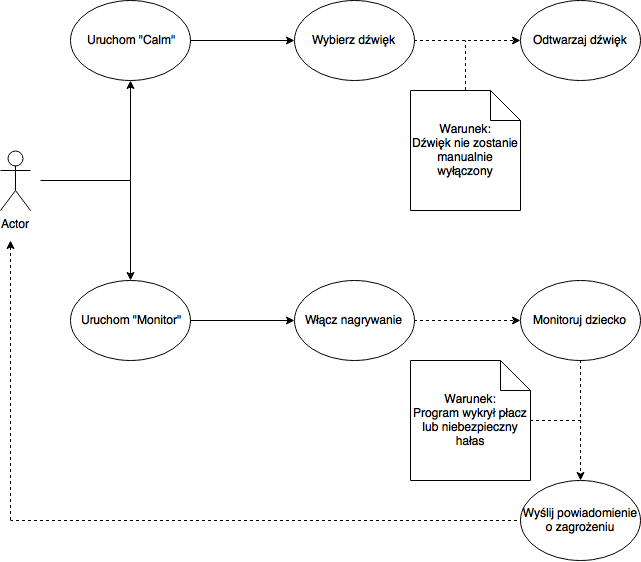 Uruchom "Calm"
Wybierz dźwięk
Odtwarzaj dźwięk
Warunek:
Dźwięk nie zostanie
manualnie
wyłączony
Actor
Uruchom "Monitor"
Włącz nagrywanie
Monitoruj dziecko
Warunek:
Program wykrył płacz
lub niebezpieczny
hałas
Wyślij powiadomienie
o zagrożeniu